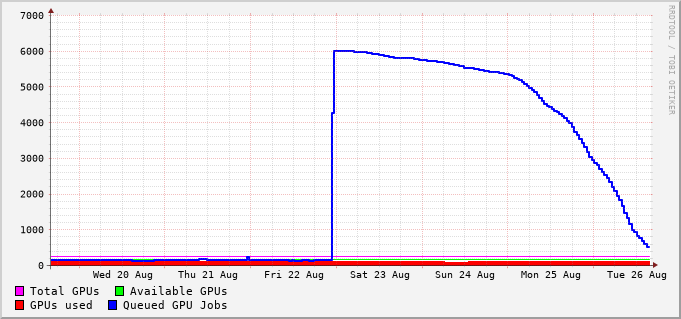 7000
6000
5000
4000
3000
2000
1000
0
Wed 20 Aug Thu 21 Aug Fri 22 Aug Sat 23 Aug Sun 24 Aug Mon 25 Aug Tue 26 Aug
Total GPUs Available GPUs
GPUs used Queued GPU Jobs
RRDTOOL / TOBI OETIKER